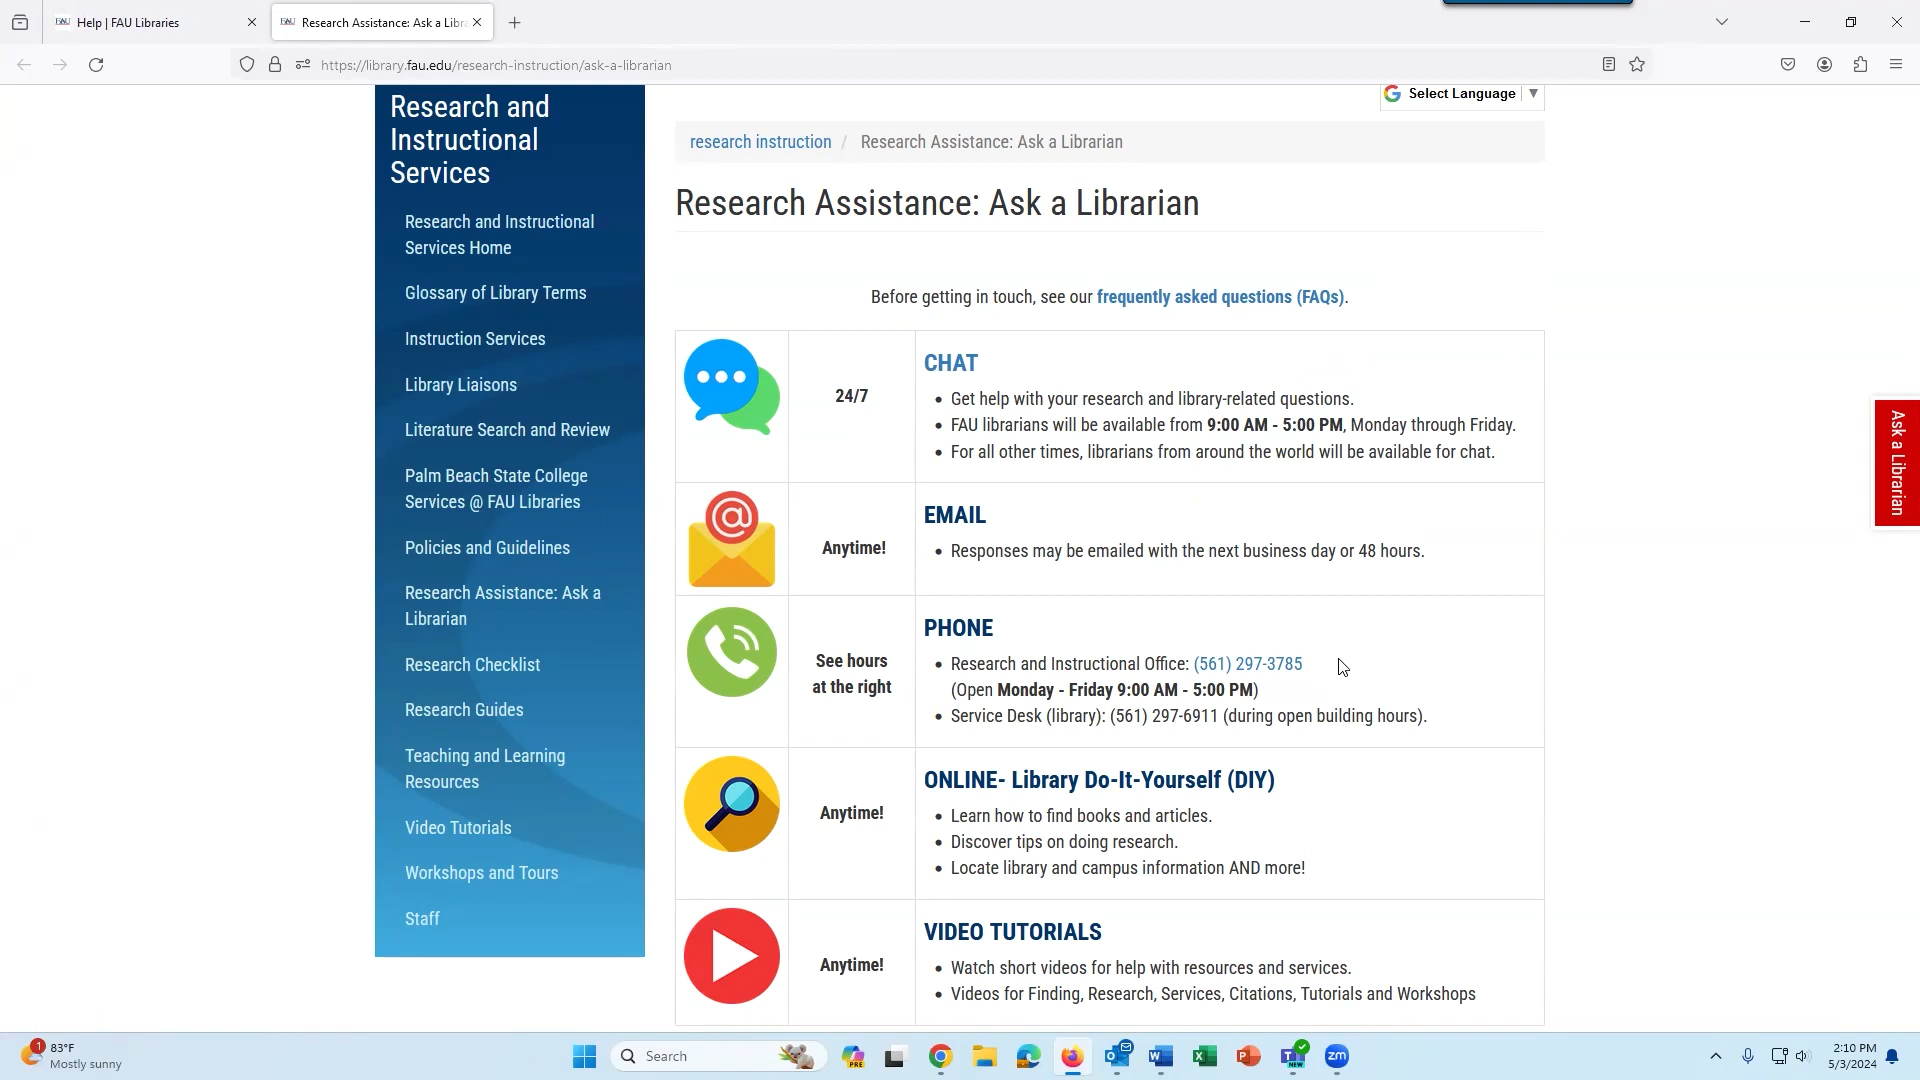 Help | FAU Libraries
Research Assistance: Ask a Libra
https://library.fau.edu/research-instruction/ask-a-librarian
Select Language
Research and
Instructional
Services
Research and Instructional
Services Home
Glossary of Library Terms
Instruction Services
Library Liaisons
Literature Search and Review
Palm Beach State College
Services @ FAU Libraries
Policies and Guidelines
Research Assistance: Ask a
Librarian
Research Checklist
Research Guides
Teaching and Learning
Resources
Video Tutorials
Workshops and Tours
Staff
research instruction / Research Assistance: Ask a Librarian
Research Assistance: Ask a Librarian
Before getting in touch, see our frequently asked questions (FAQs).
24/7
CHAT
Get help with your research and library-related questions.
FAU librarians will be available from 9:00 AM - 5:00 PM, Monday through Friday.
For all other times, librarians from around the world will be available for chat.
Anytime!
EMAIL
Responses may be emailed with the next business day or 48 hours.
See hours
at the right
PHONE
Research and Instructional Office: (561) 297-3785
(Open Monday - Friday 9:00 AM - 5:00 PM)
Service Desk (library): (561) 297-6911 (during open building hours).
Anytime!
ONLINE- Library Do-It-Yourself (DIY)
Learn how to find books and articles.
Discover tips on doing research.
Locate library and campus information AND more!
Anytime!
VIDEO TUTORIALS
Watch short videos for help with resources and services.
Videos for Finding, Research, Services, Citations, Tutorials and Workshops
Ask a Librarian
1
83°F
Mostly sunny
Search
PRE
NEW
zm
2:10 PM
5/3/2024